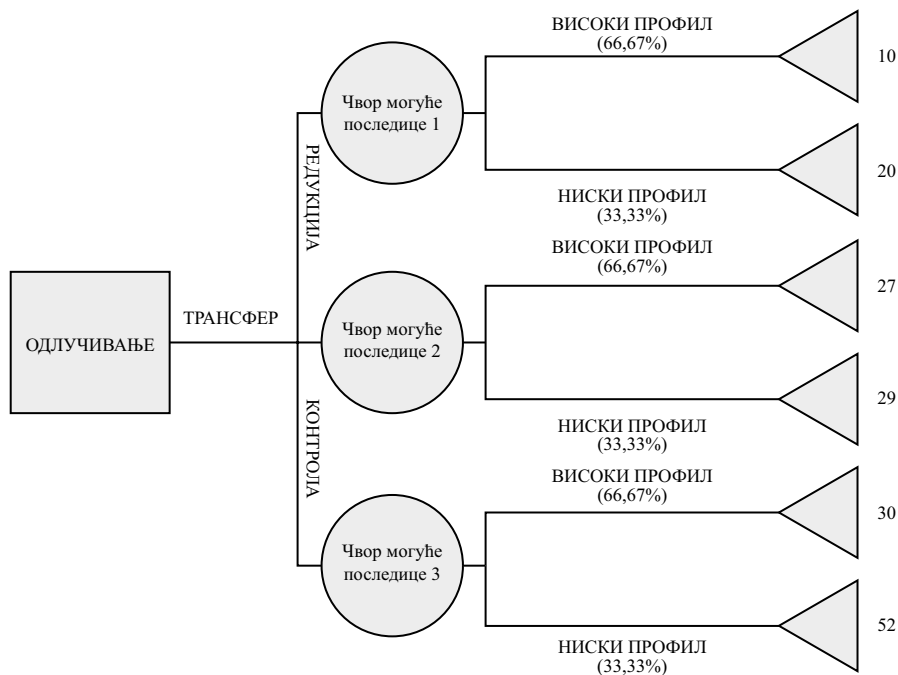 ВИСОКИ ПРОФИЛ
(66,67%)
10
Чвор могуће
последице 1
РЕДУКЦИЈА
20
НИСКИ ПРОФИЛ
(33,33%)
ВИСОКИ ПРОФИЛ
(66,67%)
27
ТРАНСФЕР
ОДЛУЧИВАЊЕ
Чвор могуће
последице 2
29
КОНТРОЛА
НИСКИ ПРОФИЛ
(33,33%)
ВИСОКИ ПРОФИЛ
(66,67%)
30
Чвор могуће
последице 3
52
НИСКИ ПРОФИЛ
(33,33%)